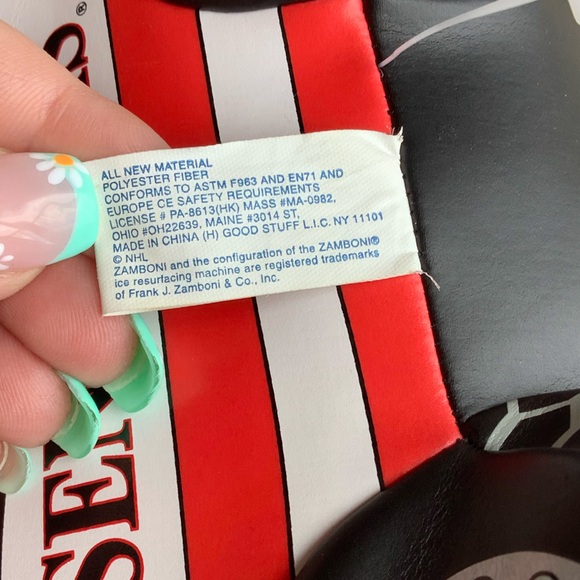 ALL NEW MATERIAL
POLYESTER FIBER
CONFORMS TO ASTM F963 AND EN71 AND
EUROPE CE SAFETY REQUIREMENTS
LICENSE # PA-8613(HK) MASS #MA-0982,
OHIO #OH22639, MAINE #3014 ST,
MADE IN CHINA (H) GOOD STUFF L.I.C. NY 11101
© NHL
ZAMBONI and the configuration of the ZAMBONI®
ice resurfacing machine are registered trademarks
of Frank J. Zamboni & Co., Inc.